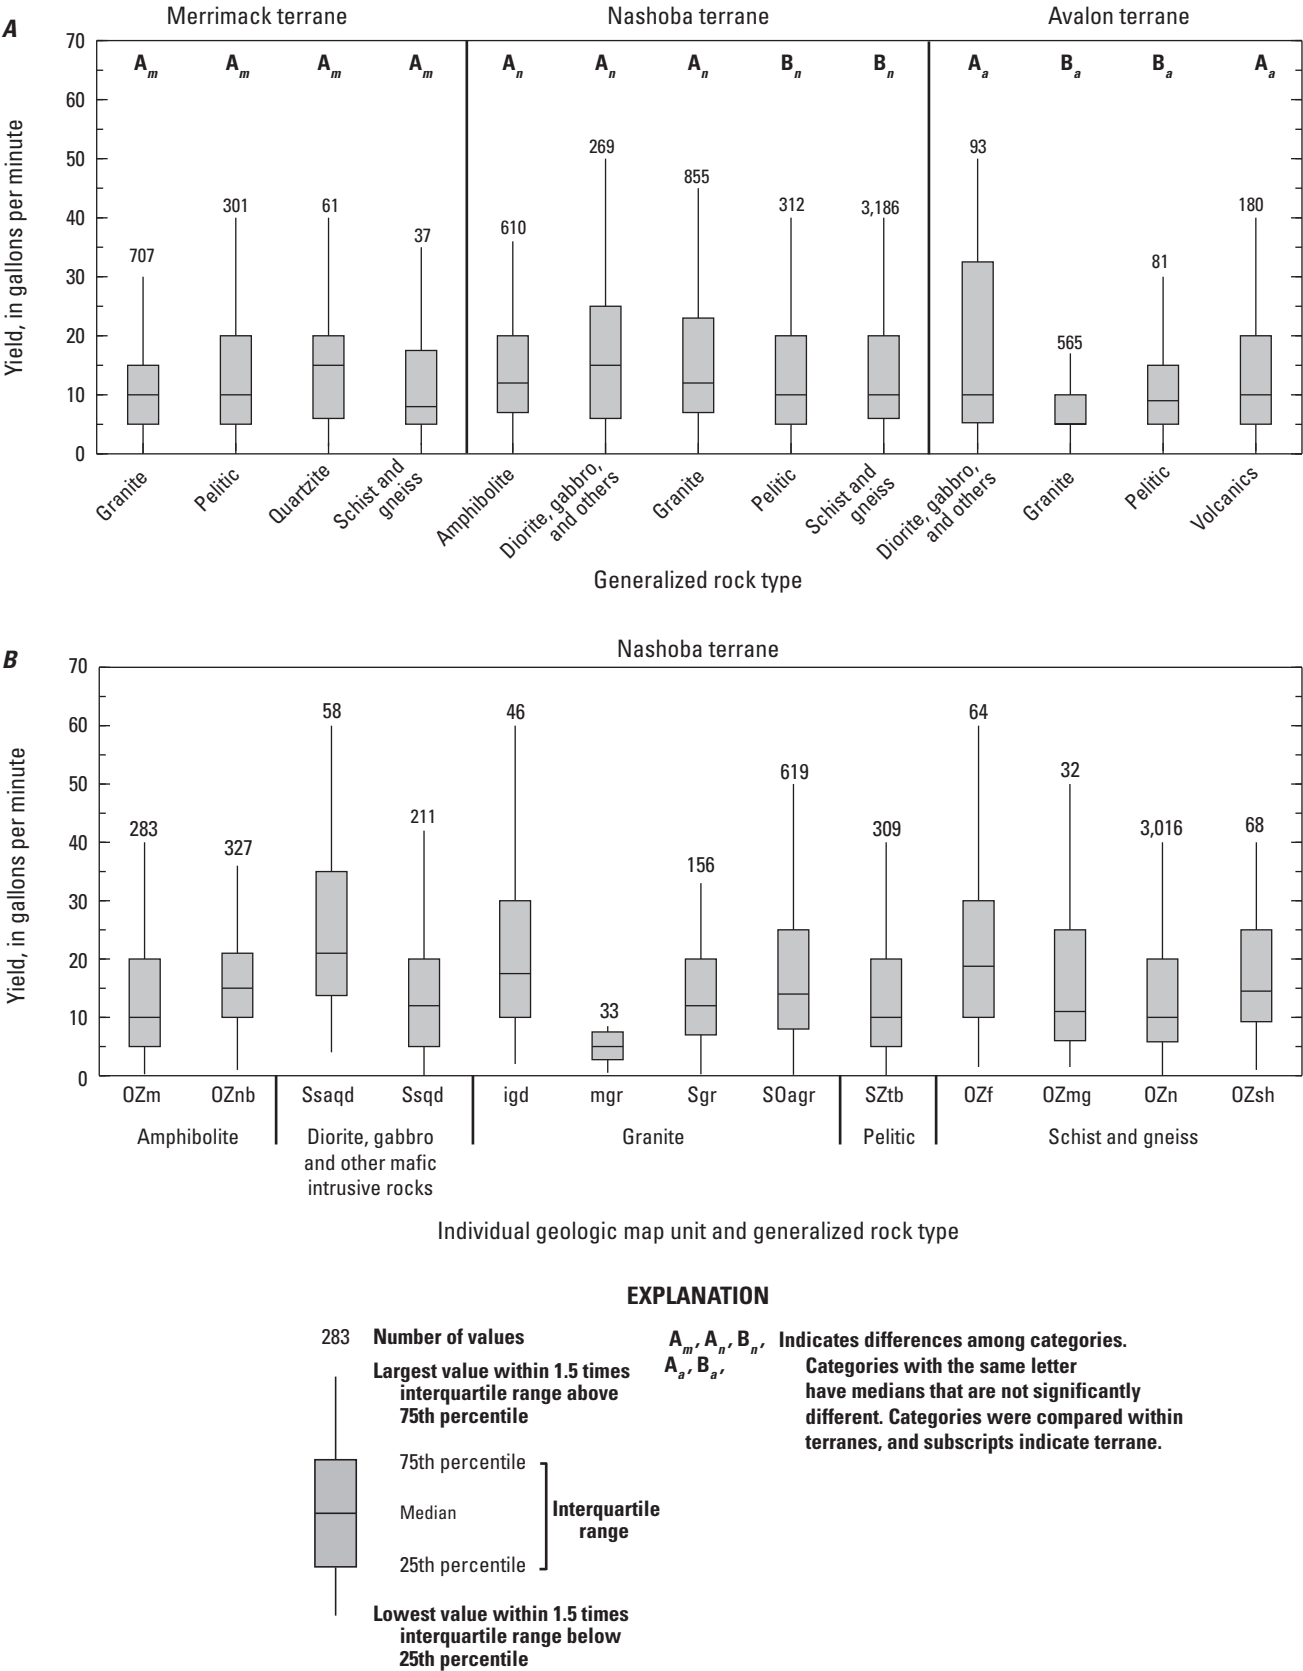 A
Merrimack terrane
Nashoba terrane
Avalon terrane
Yield, in gallons per minute
70
60
50
40
30
20
10
0
Am
Am
Am
Am
An
An
An
Bn
Bn
Aa
Ba
Ba
Aa
707
301
61
37
610
269
855
312
3,186
93
565
81
180
Granite
Pelitic
Quartzite
Schist and
gneiss
Amphibolite
Diorite, gabbro,
and others
Granite
Pelitic
Schist and
gneiss
Diorite, gabbro,
and others
Granite
Pelitic
Volcanics
Generalized rock type
B
Nashoba terrane
Yield, in gallons per minute
70
60
50
40
30
20
10
0
283
327
58
211
46
33
156
619
309
64
32
3,016
68
OZm
OZnb
Ssaqd
Ssqd
igd
mgr
Sgr
SOagr
SZtb
OZf
OZmg
OZn
OZsh
Amphibolite
Diorite, gabbro
and other mafic
intrusive rocks
Granite
Pelitic
Schist and gneiss
Individual geologic map unit and generalized rock type
EXPLANATION
283
Number of values
Largest value within 1.5 times
interquartile range above
75th percentile
75th percentile
Median
25th percentile
Interquartile
range
Lowest value within 1.5 times
interquartile range below
25th percentile
Am, An, Bn,
Aa, Ba,
Indicates differences among categories.
Categories with the same letter
have medians that are not significantly
different. Categories were compared within
terranes, and subscripts indicate terrane.